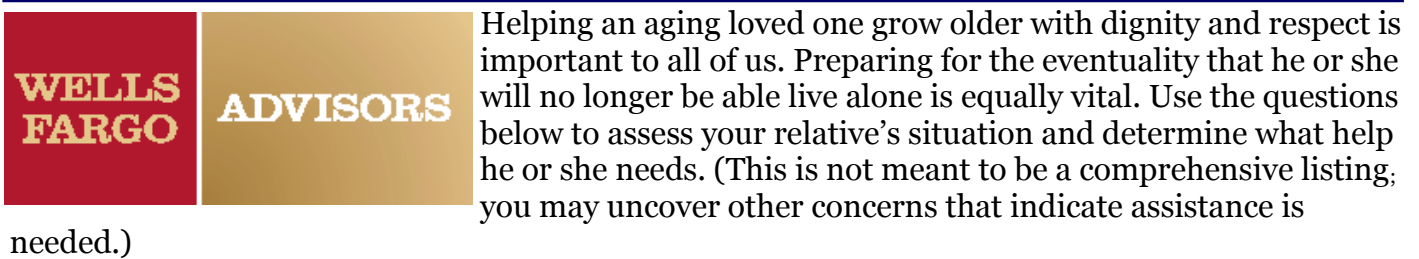 WELLS
FARGO
ADVISORS
Helping an aging loved one grow older with dignity and respect is
important to all of us. Preparing for the eventuality that he or she
will no longer be able live alone is equally vital. Use the questions
below to assess your relative’s situation and determine what help
he or she needs. (This is not meant to be a comprehensive listing;
you may uncover other concerns that indicate assistance is
needed.)